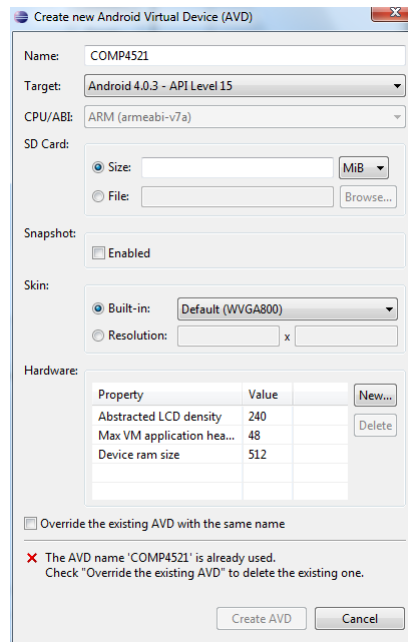 Create new Android Virtual Device (AVD)
Name: COMP4521
Target: Android 4.0.3 - API Level 15
CPU/ABI: ARM (armeabi-v7a)
SD Card:
Size: MiB
File: Browse...
Snapshot:
Enabled
Skin:
Built-in: Default (WVGA800)
Resolution: x
Hardware:
Property Value New...
Abstracted LCD density 240
Max VM application hea... 48
Device ram size 512
Delete
Override the existing AVD with the same name
The AVD name 'COMP4521' is already used.
Check "Override the existing AVD" to delete the existing one.
Create AVD Cancel